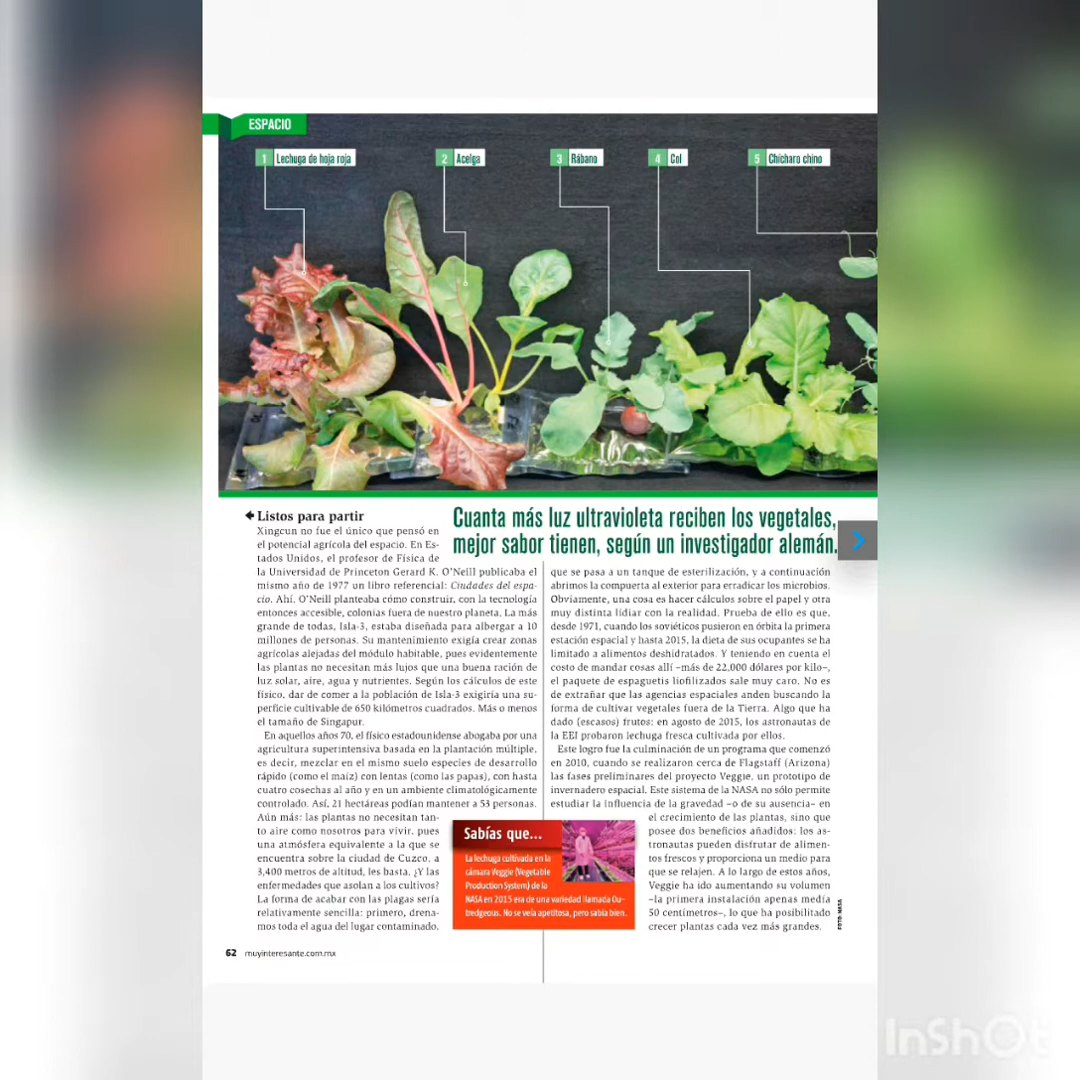 ESPACIO
1 Lechuga de hoja roja
2 Acelga
3 Rábano
4 Col
5 Chícharo chino
Listos para partir
Xingcun no fue el único que pensó en
el potencial agrícola del espacio. En Es-
tados Unidos, el profesor de Física de
la Universidad de Princeton Gerard K. O'Neill publicaba el
mismo año de 1977 un libro referencial: Ciudades del espa-
cio. Ahí, O'Neill planteaba cómo construir, con la tecnología
entonces accesible, colonias fuera de nuestro planeta. La más
grande de todas, Isla-3, estaba diseñada para albergar a 10
millones de personas. Su mantenimiento exigía crear zonas
agrícolas alejadas del módulo habitable, pues evidentemente
las plantas no necesitan más lujos que una buena ración de
luz solar, aire, agua y nutrientes. Según los cálculos de este
físico, dar de comer a la población de Isla-3 exigiría una su-
perficie cultivable de 650 kilómetros cuadrados. Más o menos
el tamaño de Singapur.
En aquellos años 70, el físico estadounidense abogaba por una
agricultura superintensiva basada en la plantación múltiple,
es decir, mezclar en el mismo suelo especies de desarrollo
rápido (como el maíz) con lentas (como las papas), con hasta
cuatro cosechas al año y en un ambiente climatológicamente
controlado. Así, 21 hectáreas podían mantener a 53 personas.
Aún más: las plantas no necesitan tan-
to aire como nosotros para vivir, pues
una atmósfera equivalente a la que se
encuentra sobre la ciudad de Cuzco, a
3,400 metros de altitud, les basta. ¿Y las
enfermedades que asolan a los cultivos?
La forma de acabar con las plagas sería
relativamente sencilla: primero, drena-
mos toda el agua del lugar contaminado,
Cuanta más luz ultravioleta reciben los vegetales,
mejor sabor tienen, según un investigador alemán.
que se pasa a un tanque de esterilización, y a continuación
abrimos la compuerta al exterior para erradicar los microbios.
Obviamente, una cosa es hacer cálculos sobre el papel y otra
muy distinta lidiar con la realidad. Prueba de ello es que,
desde 1971, cuando los soviéticos pusieron en órbita la primera
estación espacial y hasta 2015, la dieta de sus ocupantes se ha
limitado a alimentos deshidratados. Y teniendo en cuenta el
costo de mandar cosas allí –más de 22,000 dólares por kilo–,
el paquete de espaguetis liofilizados sale muy caro. No es
de extrañar que las agencias espaciales anden buscando la
forma de cultivar vegetales fuera de la Tierra. Algo que ha
dado (escasos) frutos: en agosto de 2015, los astronautas de
la EEI probaron lechuga fresca cultivada por ellos.
Este logro fue la culminación de un programa que comenzó
en 2010, cuando se realizaron cerca de Flagstaff (Arizona)
las fases preliminares del proyecto Veggie, un prototipo de
invernadero espacial. Este sistema de la NASA no sólo permite
estudiar la influencia de la gravedad –o de su ausencia– en
el crecimiento de las plantas, sino que
posee dos beneficios añadidos: los as-
tronautas pueden disfrutar de alimen-
tos frescos y proporciona un medio para
que se relajen. A lo largo de estos años,
Veggie ha ido aumentando su volumen
–la primera instalación apenas medía
50 centímetros–, lo que ha posibilitado
crecer plantas cada vez más grandes.
Sabías que...
La lechuga cultivada en la
cámara Veggie (Vegetable
Production System) de la
NASA en 2015 era de una variedad llamada Ou-
tredgeous. No se veía apetitosa, pero sabía bien.
FOTO: NASA
62 muyinteresante.com.mx
InShOt